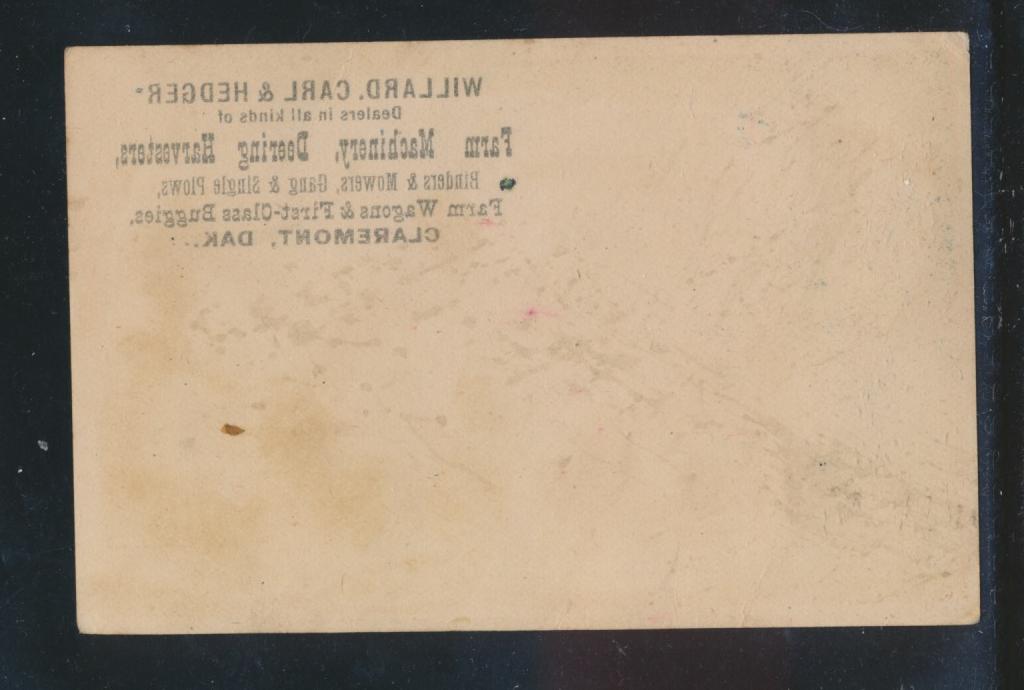 WILLARD, CARL & HEDGER
Dealers in all kinds of
Farm Machinery, Deering Harvesters,
Binders & Mowers, Gang & Single Plows,
Farm Wagons & First-Class Buggies.
CLAREMONT, DAK.